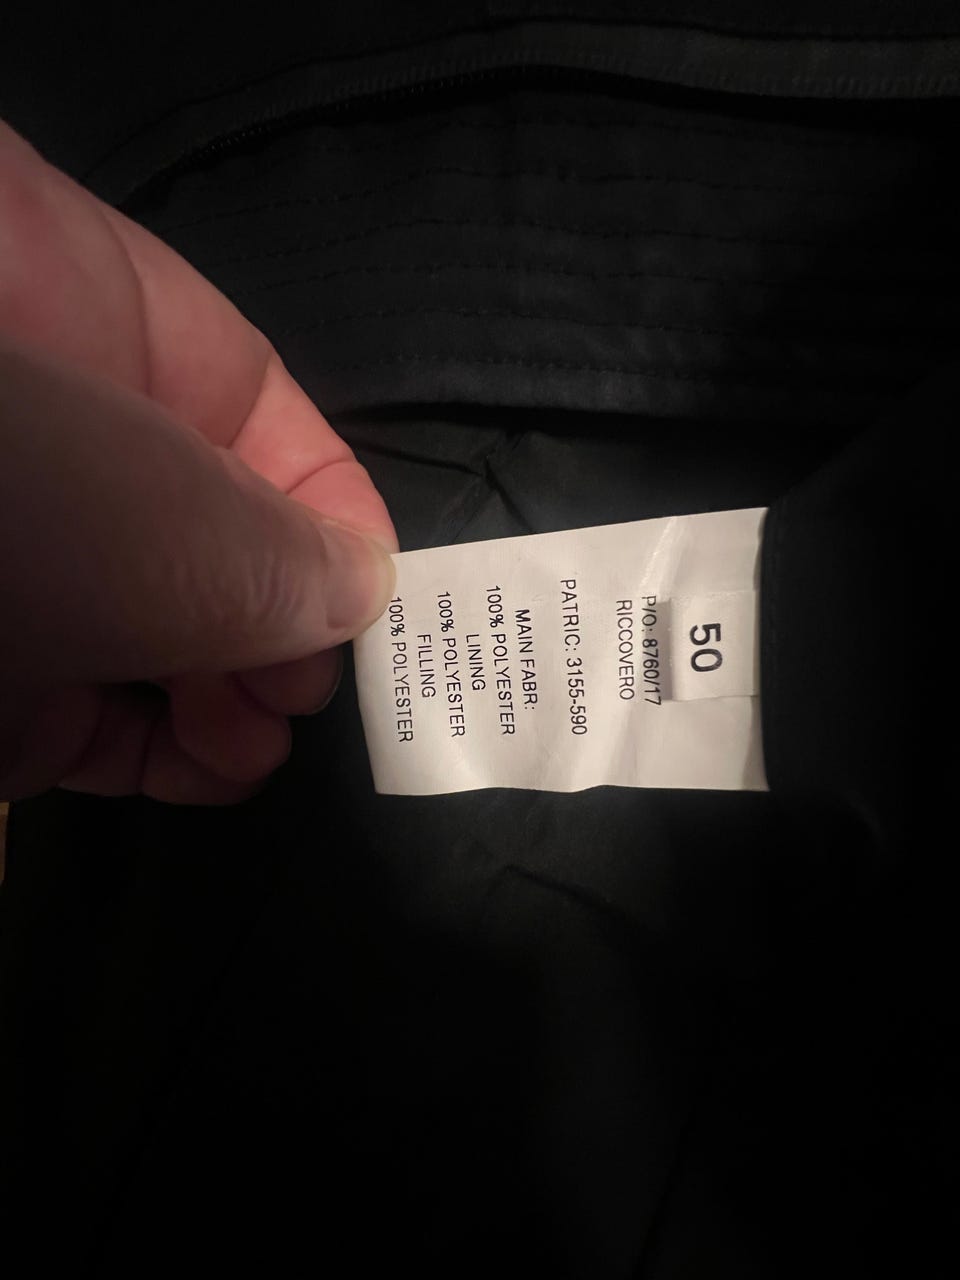 50
P/O: 8760/17
RICCOVERO
PATRIC: 3155-590
MAIN FABR:
100% POLYESTER
LINING
100% POLYESTER
FILLING
100% POLYESTER